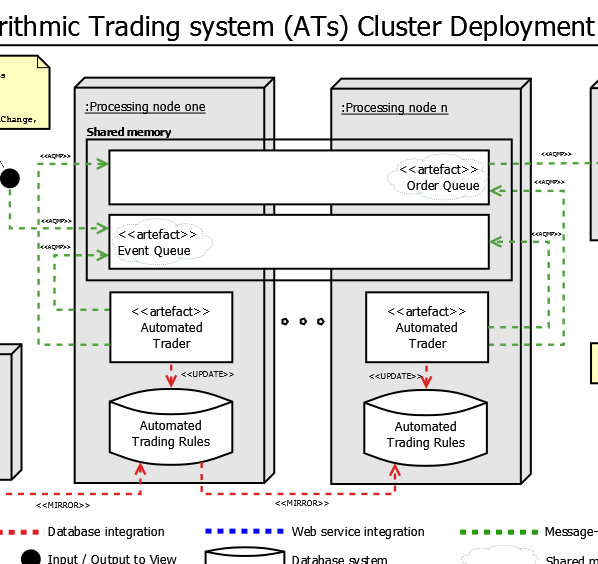 rithmic Trading system (ATs) Cluster Deployment
s
Change,
:Processing node one
:Processing node n
Shared memory
<<AQMP>>
<<AQMP>>
<<artefact>>
Order Queue
<<AQMP>>
<<AQMP>>
<<artefact>>
Event Queue
<<AQMP>>
<<AQMP>>
<<artefact>>
Automated
Trader
<<artefact>>
Automated
Trader
<<UPDATE>>
<<UPDATE>>
Automated
Trading Rules
Automated
Trading Rules
<<MIRROR>>
<<MIRROR>>
Database integration
Web service integration
Message-
Input / Output to View
Database system
Shared m